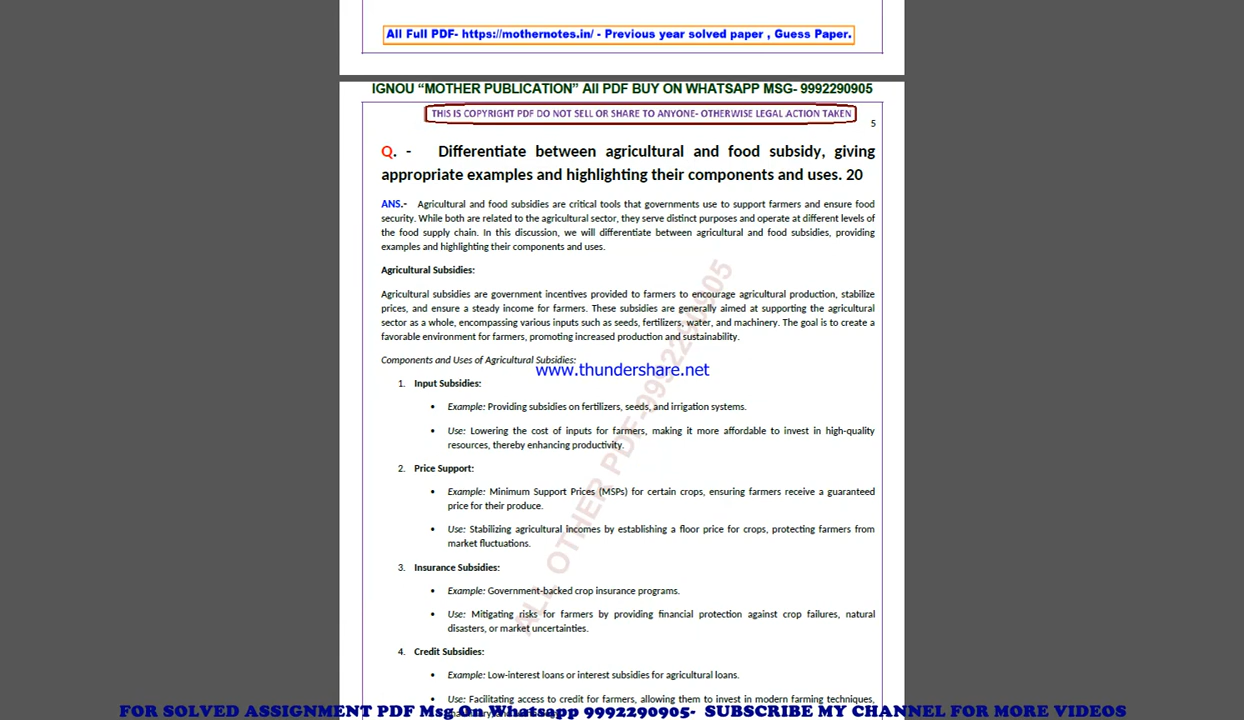 All Full PDF- https://mothernotes.in/ - Previous year solved paper , Guess Paper.
IGNOU “MOTHER PUBLICATION” All PDF BUY ON WHATSAPP MSG- 9992290905
THIS IS COPYRIGHT PDF DO NOT SELL OR SHARE TO ANYONE- OTHERWISE LEGAL ACTION TAKEN
5
Q. - Differentiate between agricultural and food subsidy, giving
appropriate examples and highlighting their components and uses. 20
ANS.- Agricultural and food subsidies are critical tools that governments use to support farmers and ensure food
security. While both are related to the agricultural sector, they serve distinct purposes and operate at different levels of
the food supply chain. In this discussion, we will differentiate between agricultural and food subsidies, providing
examples and highlighting their components and uses.
Agricultural Subsidies:
Agricultural subsidies are government incentives provided to farmers to encourage agricultural production, stabilize
prices, and ensure a steady income for farmers. These subsidies are generally aimed at supporting the agricultural
sector as a whole, encompassing various inputs such as seeds, fertilizers, water, and machinery. The goal is to create a
favorable environment for farmers, promoting increased production and sustainability.
Components and Uses of Agricultural Subsidies:
www.thundershare.net
1. Input Subsidies:
• Example: Providing subsidies on fertilizers, seeds, and irrigation systems.
• Use: Lowering the cost of inputs for farmers, making it more affordable to invest in high-quality
resources, thereby enhancing productivity.
2. Price Support:
• Example: Minimum Support Prices (MSPs) for certain crops, ensuring farmers receive a guaranteed
price for their produce.
• Use: Stabilizing agricultural incomes by establishing a floor price for crops, protecting farmers from
market fluctuations.
3. Insurance Subsidies:
• Example: Government-backed crop insurance programs.
• Use: Mitigating risks for farmers by providing financial protection against crop failures, natural
disasters, or market uncertainties.
4. Credit Subsidies:
• Example: Low-interest loans or interest subsidies for agricultural loans.
• Use: Facilitating access to credit for farmers, allowing them to invest in modern farming techniques,
ALL OTHER PDF-9992290905
FOR SOLVED ASSIGNMENT PDF Msg On Whatsapp 9992290905- SUBSCRIBE MY CHANNEL FOR MORE VIDEOS